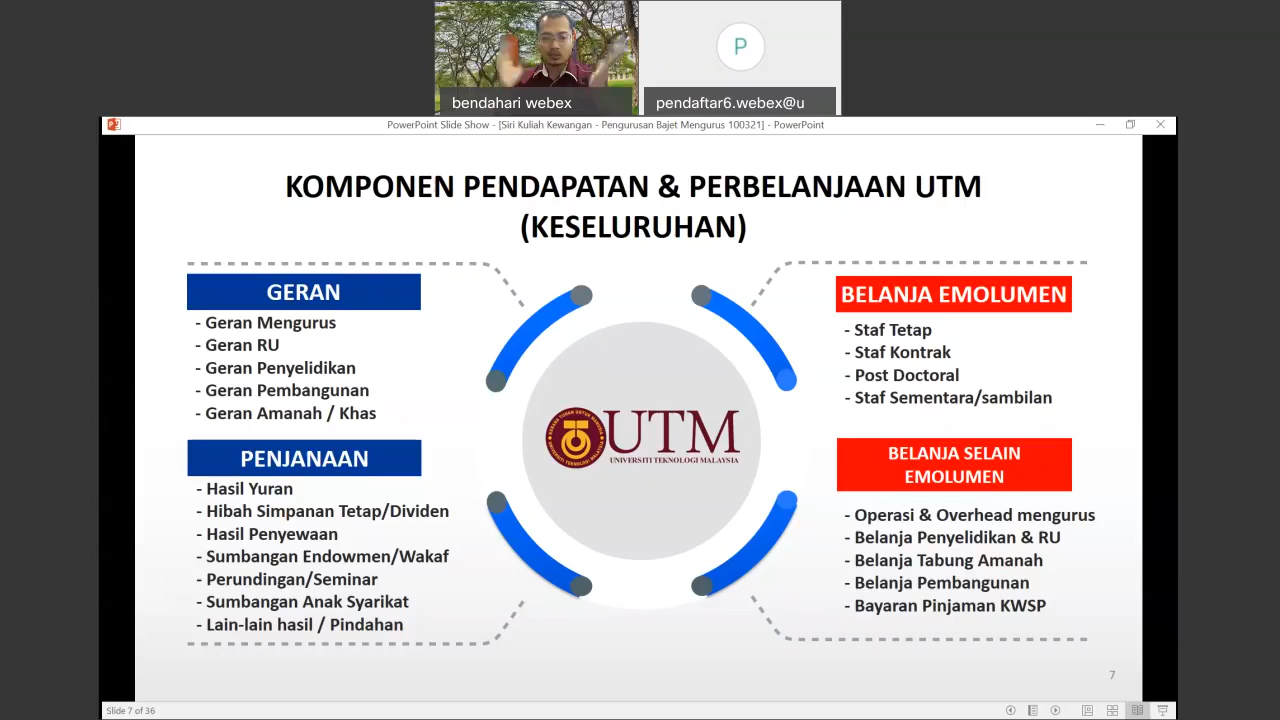 bendahari webex
P
pendaftar6.webex@u
PowerPoint Slide Show - [Siri Kuliah Kewangan - Pengurusan Bajet Mengurus 100321] - PowerPoint
KOMPONEN PENDAPATAN & PERBELANJAAN UTM
(KESELURUHAN)
GERAN
- Geran Mengurus
- Geran RU
- Geran Penyelidikan
- Geran Pembangunan
- Geran Amanah / Khas
PENJANAAN
- Hasil Yuran
- Hibah Simpanan Tetap/Dividen
- Hasil Penyewaan
- Sumbangan Endowmen/Wakaf
- Perundingan/Seminar
- Sumbangan Anak Syarikat
- Lain-lain hasil / Pindahan
UTM
UNIVERSITI TEKNOLOGI MALAYSIA
BELANJA EMOLUMEN
- Staf Tetap
- Staf Kontrak
- Post Doctoral
- Staf Sementara/sambilan
BELANJA SELAIN
EMOLUMEN
- Operasi & Overhead mengurus
- Belanja Penyelidikan & RU
- Belanja Tabung Amanah
- Belanja Pembangunan
- Bayaran Pinjaman KWSP
7
Slide 7 of 36